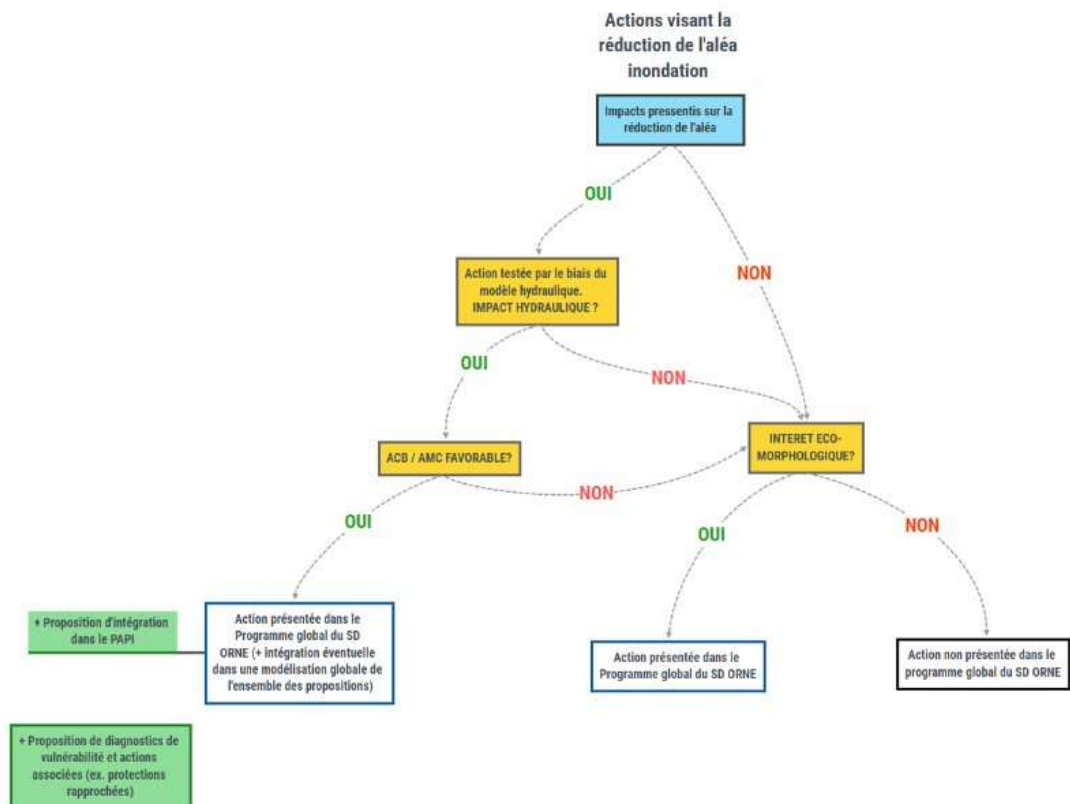 Actions visant la
réduction de l'aléa
inondation
Impacts pressentis sur la
réduction de l'aléa
OUI
NON
Action testée par le biais du
modèle hydraulique.
IMPACT HYDRAULIQUE ?
OUI
NON
ACB / AMC FAVORABLE?
INTERET ECO-
MORPHOLOGIQUE?
NON
OUI
OUI
NON
+ Proposition d'intégration
dans le PAPI
Action présentée dans le
Programme global du SD
ORNE (+ intégration éventuelle
dans une modélisation globale de
l'ensemble des propositions)
Action présentée dans le
Programme global du SD ORNE
Action non présentée dans le
programme global du SD ORNE
+ Proposition de diagnostics de
vulnérabilité et actions
associées (ex. protections
rapprochées)